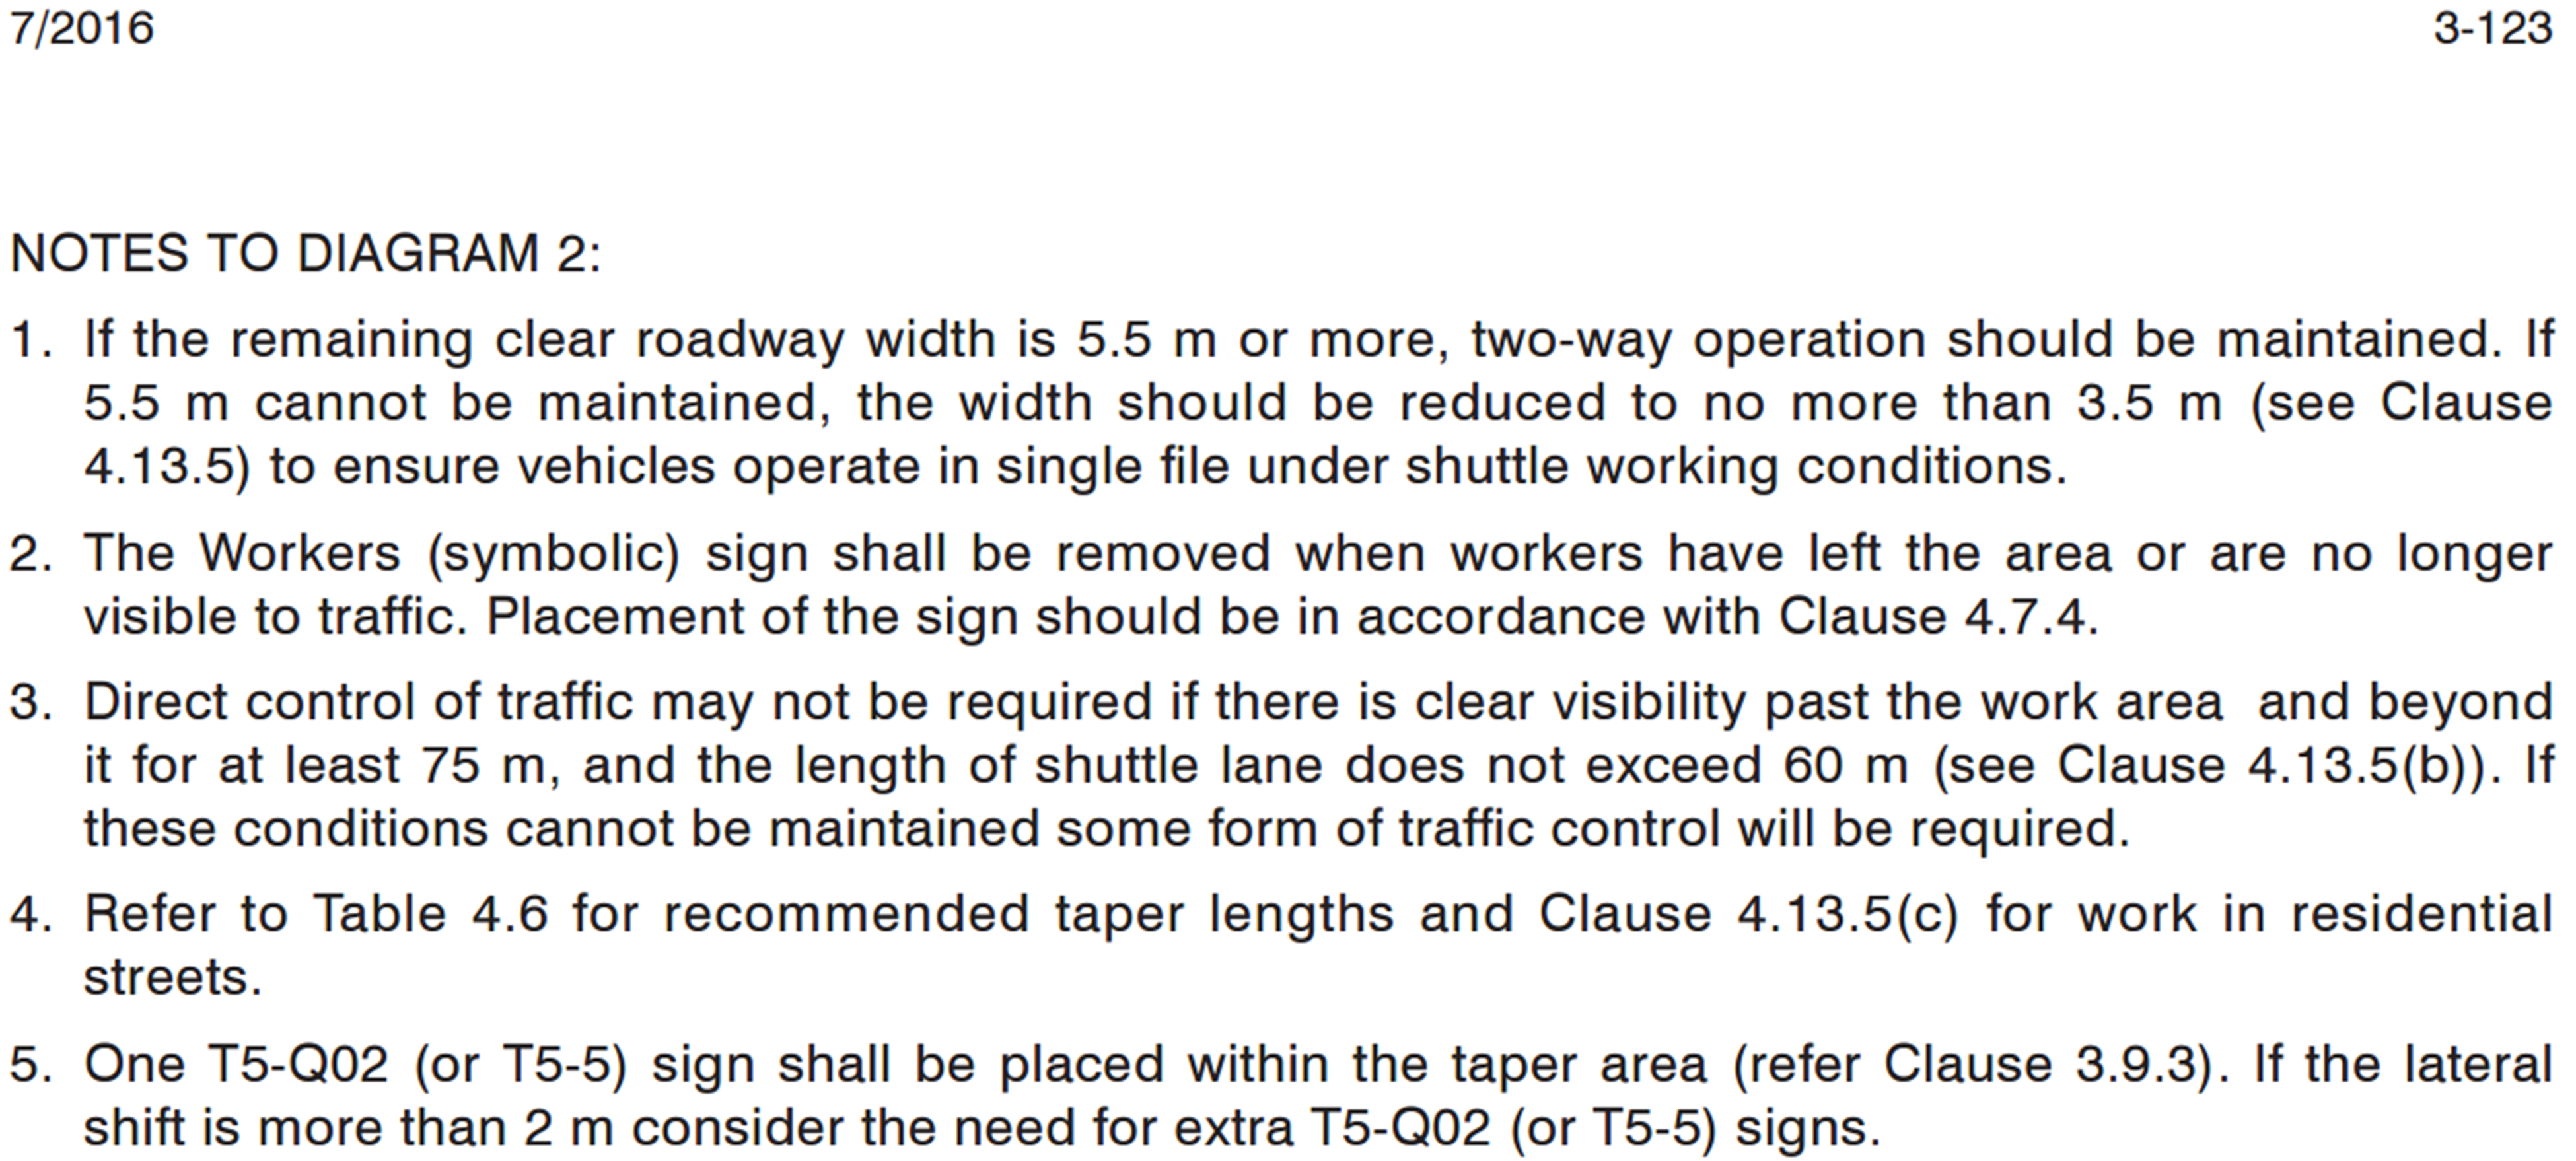 7/2016
3-123
NOTES TO DIAGRAM 2:
1. If the remaining clear roadway width is 5.5 m or more, two-way operation should be maintained. If
5.5 m cannot be maintained, the width should be reduced to no more than 3.5 m (see Clause
4.13.5) to ensure vehicles operate in single file under shuttle working conditions.
2. The Workers (symbolic) sign shall be removed when workers have left the area or are no longer
visible to traffic. Placement of the sign should be in accordance with Clause 4.7.4.
3. Direct control of traffic may not be required if there is clear visibility past the work area  and beyond
it for at least 75 m, and the length of shuttle lane does not exceed 60 m (see Clause 4.13.5(b)). If
these conditions cannot be maintained some form of traffic control will be required.
4. Refer to Table 4.6 for recommended taper lengths and Clause 4.13.5(c) for work in residential
streets.
5. One T5-Q02 (or T5-5) sign shall be placed within the taper area (refer Clause 3.9.3). If the lateral
shift is more than 2 m consider the need for extra T5-Q02 (or T5-5) signs.